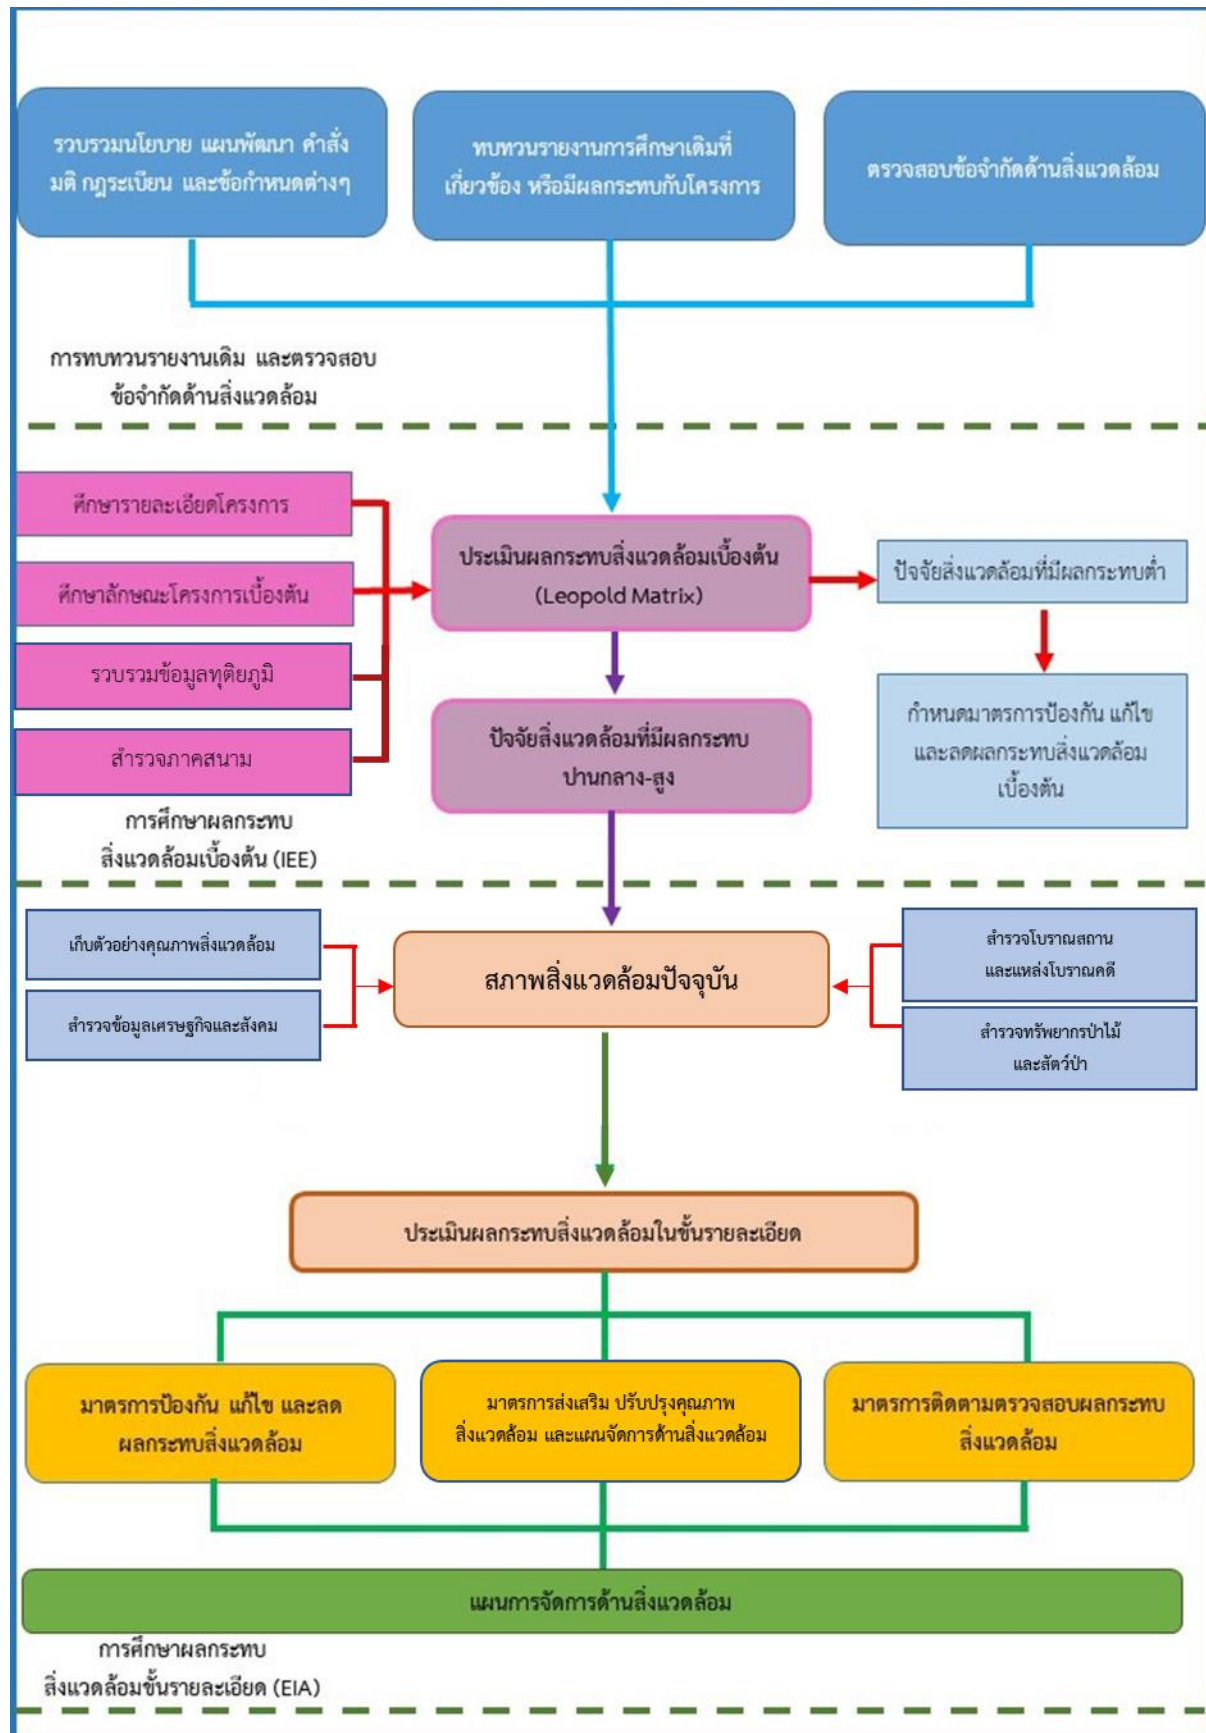 รวบรวมนโยบาย แผนพัฒนา คำสั่ง
มติ กฎระเบียน และข้อกำหนดต่างๆ
ทบทวนรายงานการศึกษาเดิมที่
เกี่ยวข้อง หรือมีผลกระทบกับโครงการ
ตรวจสอบข้อจำกัดด้านสิ่งแวดล้อม
การทบทวนรายงานเดิม และตรวจสอบ
ข้อจำกัดด้านสิ่งแวดล้อม
ศึกษารายละเอียดโครงการ
ศึกษาลักษณะโครงการเบื้องต้น
รวบรวมข้อมูลทุติยภูมิ
สำรวจภาคสนาม
ประเมินผลกระทบสิ่งแวดล้อมเบื้องต้น
(Leopold Matrix)
ปัจจัยสิ่งแวดล้อมที่มีผลกระทบต่ำ
ปัจจัยสิ่งแวดล้อมที่มีผลกระทบ
ปานกลาง-สูง
กำหนดมาตรการป้องกัน แก้ไข
และลดผลกระทบสิ่งแวดล้อม
เบื้องต้น
การศึกษาผลกระทบ
สิ่งแวดล้อมเบื้องต้น (IEE)
เก็บตัวอย่างคุณภาพสิ่งแวดล้อม
สำรวจข้อมูลเศรษฐกิจและสังคม
สภาพสิ่งแวดล้อมปัจจุบัน
สำรวจโบราณสถาน
และแหล่งโบราณคดี
สำรวจทรัพยากรป่าไม้
และสัตว์ป่า
ประเมินผลกระทบสิ่งแวดล้อมในขั้นรายละเอียด
มาตรการป้องกัน แก้ไข และลด
ผลกระทบสิ่งแวดล้อม
มาตรการส่งเสริม ปรับปรุงคุณภาพ
สิ่งแวดล้อม และแผนจัดการด้านสิ่งแวดล้อม
มาตรการติดตามตรวจสอบผลกระทบ
สิ่งแวดล้อม
แผนการจัดการด้านสิ่งแวดล้อม
การศึกษาผลกระทบ
สิ่งแวดล้อมขั้นรายละเอียด (EIA)